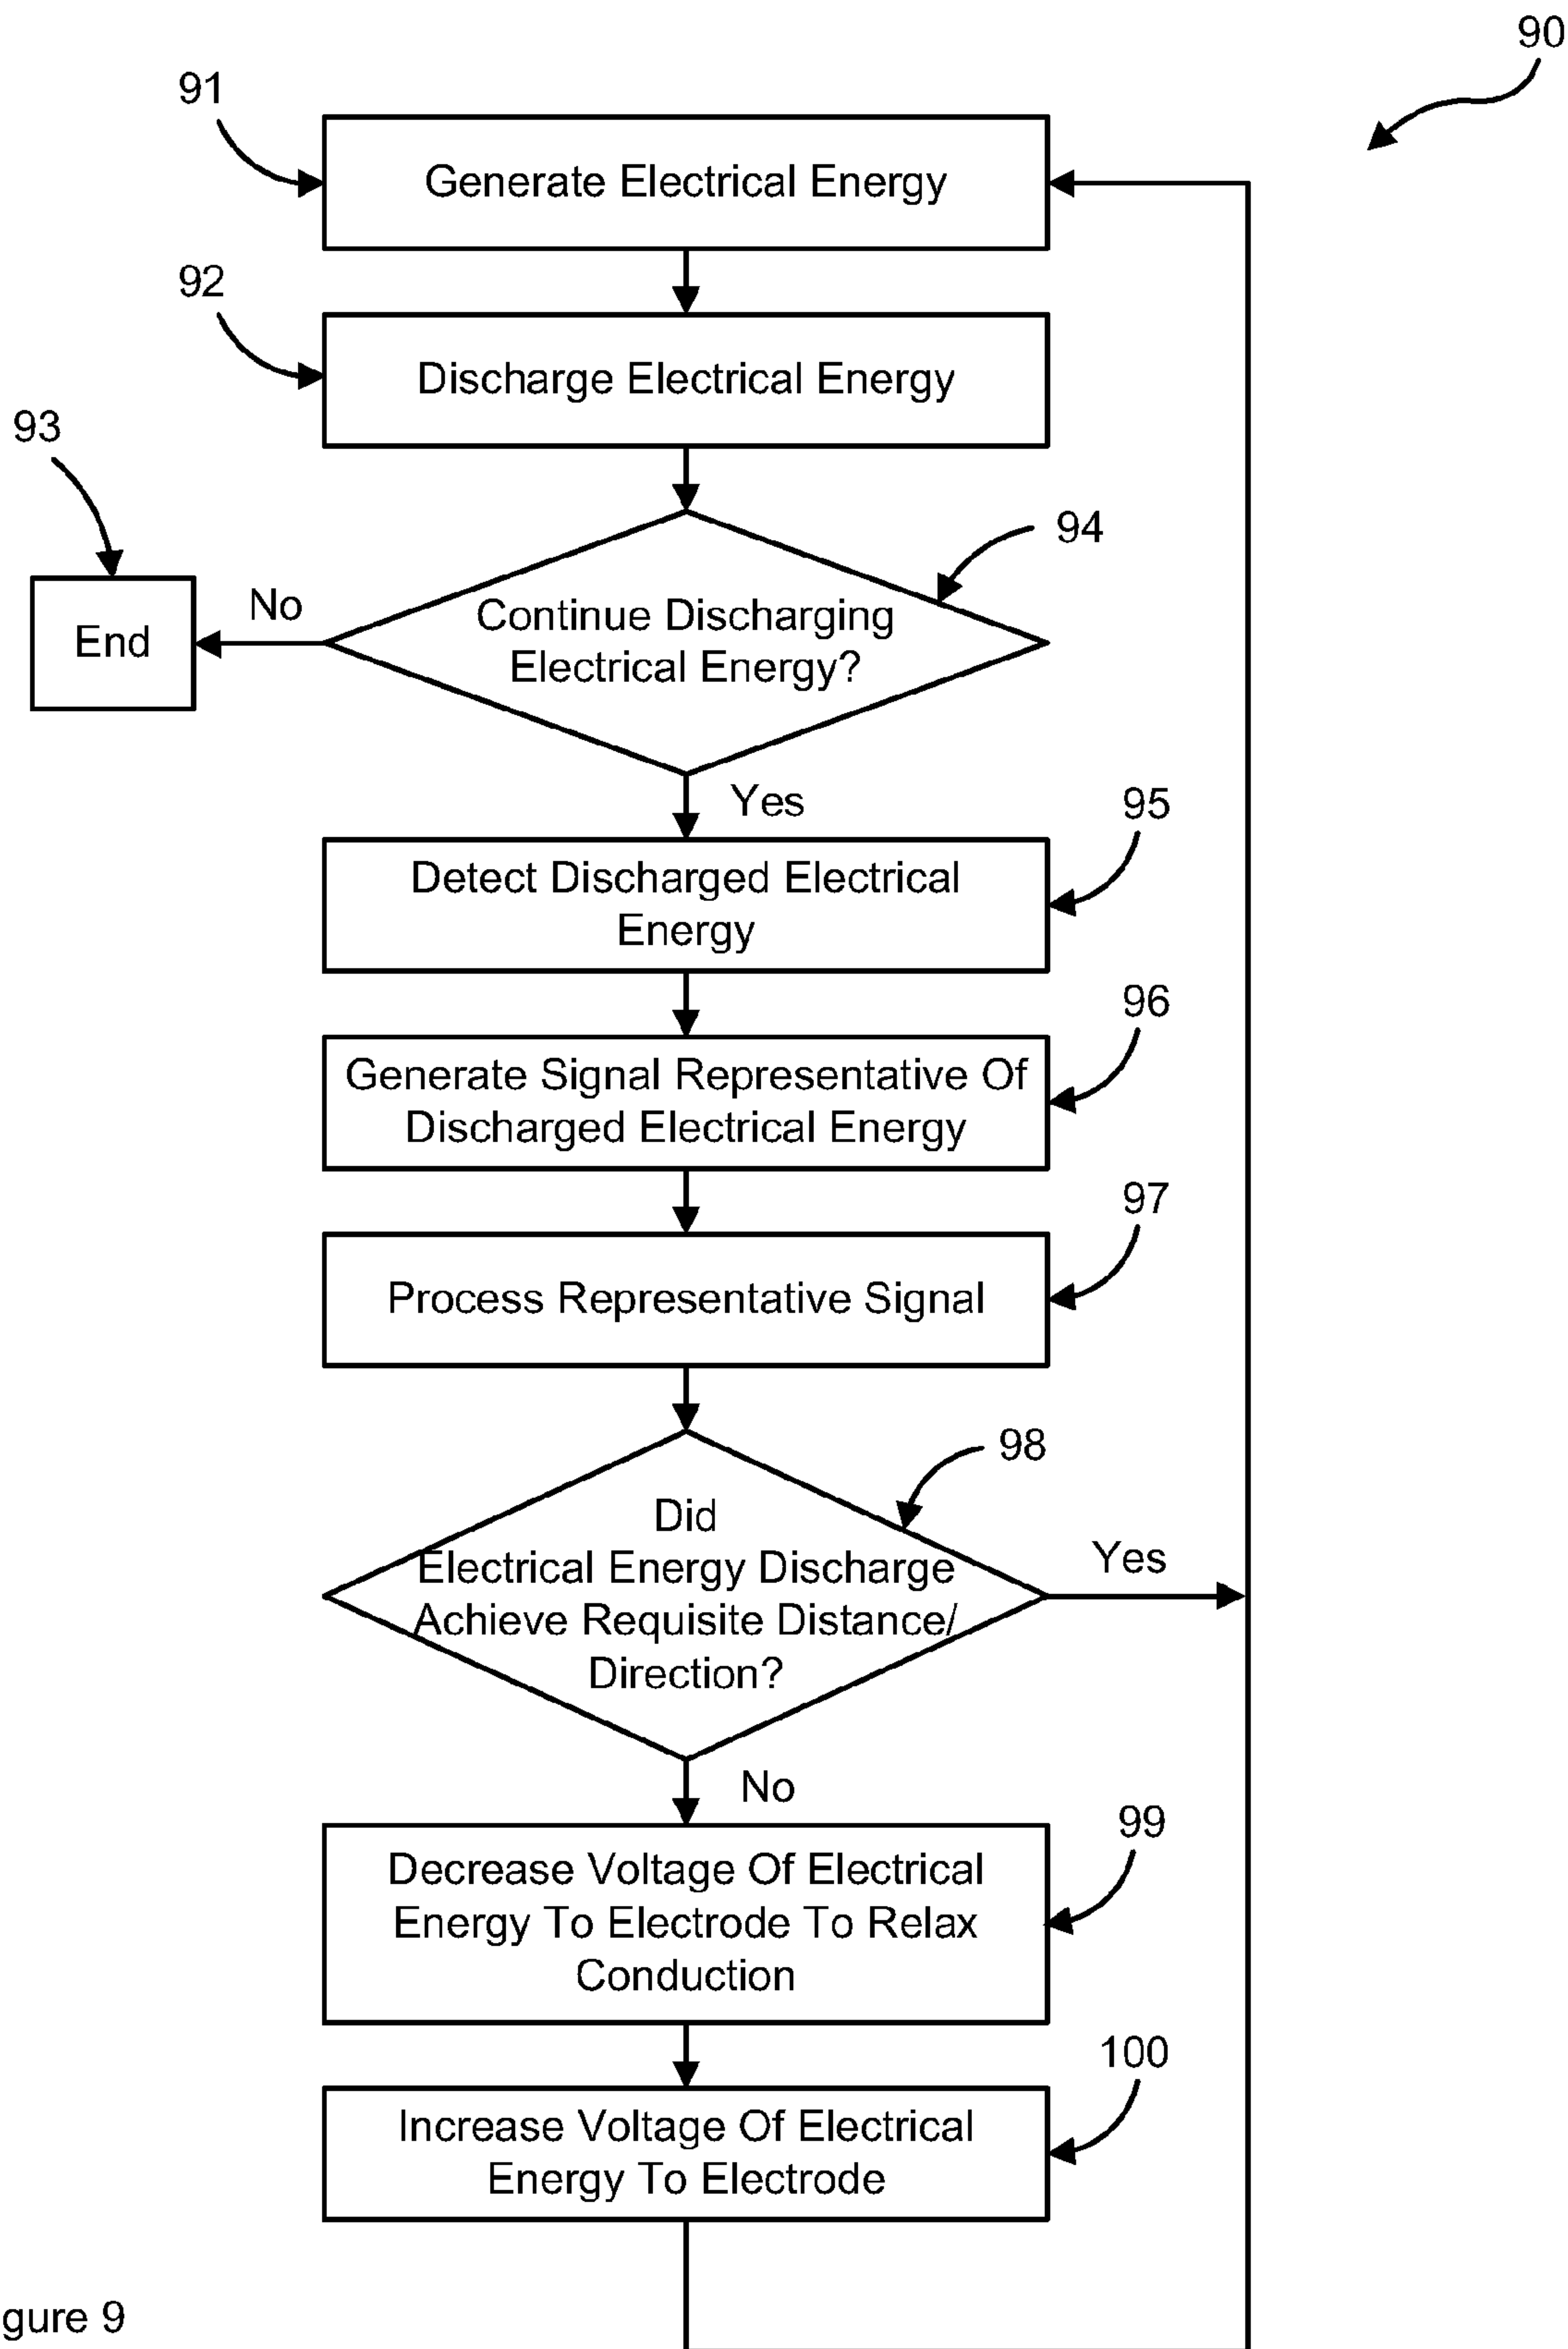 90
91
Generate Electrical Energy
92
Discharge Electrical Energy
93
End
No
94
Continue Discharging
Electrical Energy?
Yes
95
Detect Discharged Electrical
Energy
96
Generate Signal Representative Of
Discharged Electrical Energy
97
Process Representative Signal
98
Did
Electrical Energy Discharge
Achieve Requisite Distance/
Direction?
Yes
No
99
Decrease Voltage Of Electrical
Energy To Electrode To Relax
Conduction
100
Increase Voltage Of Electrical
Energy To Electrode
gure 9